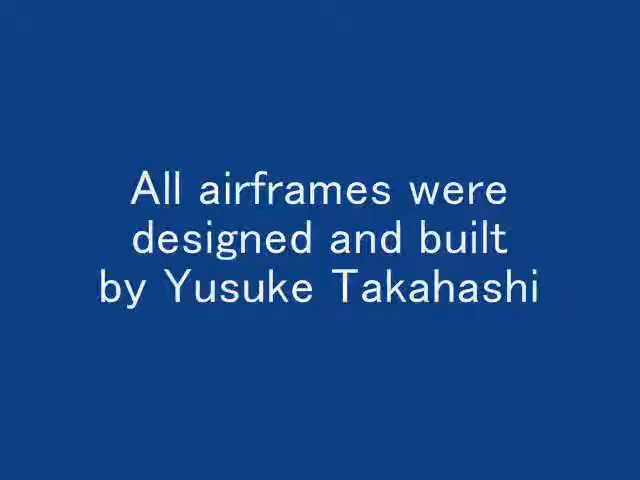 All airframes were
designed and built
by Yusuke Takahashi